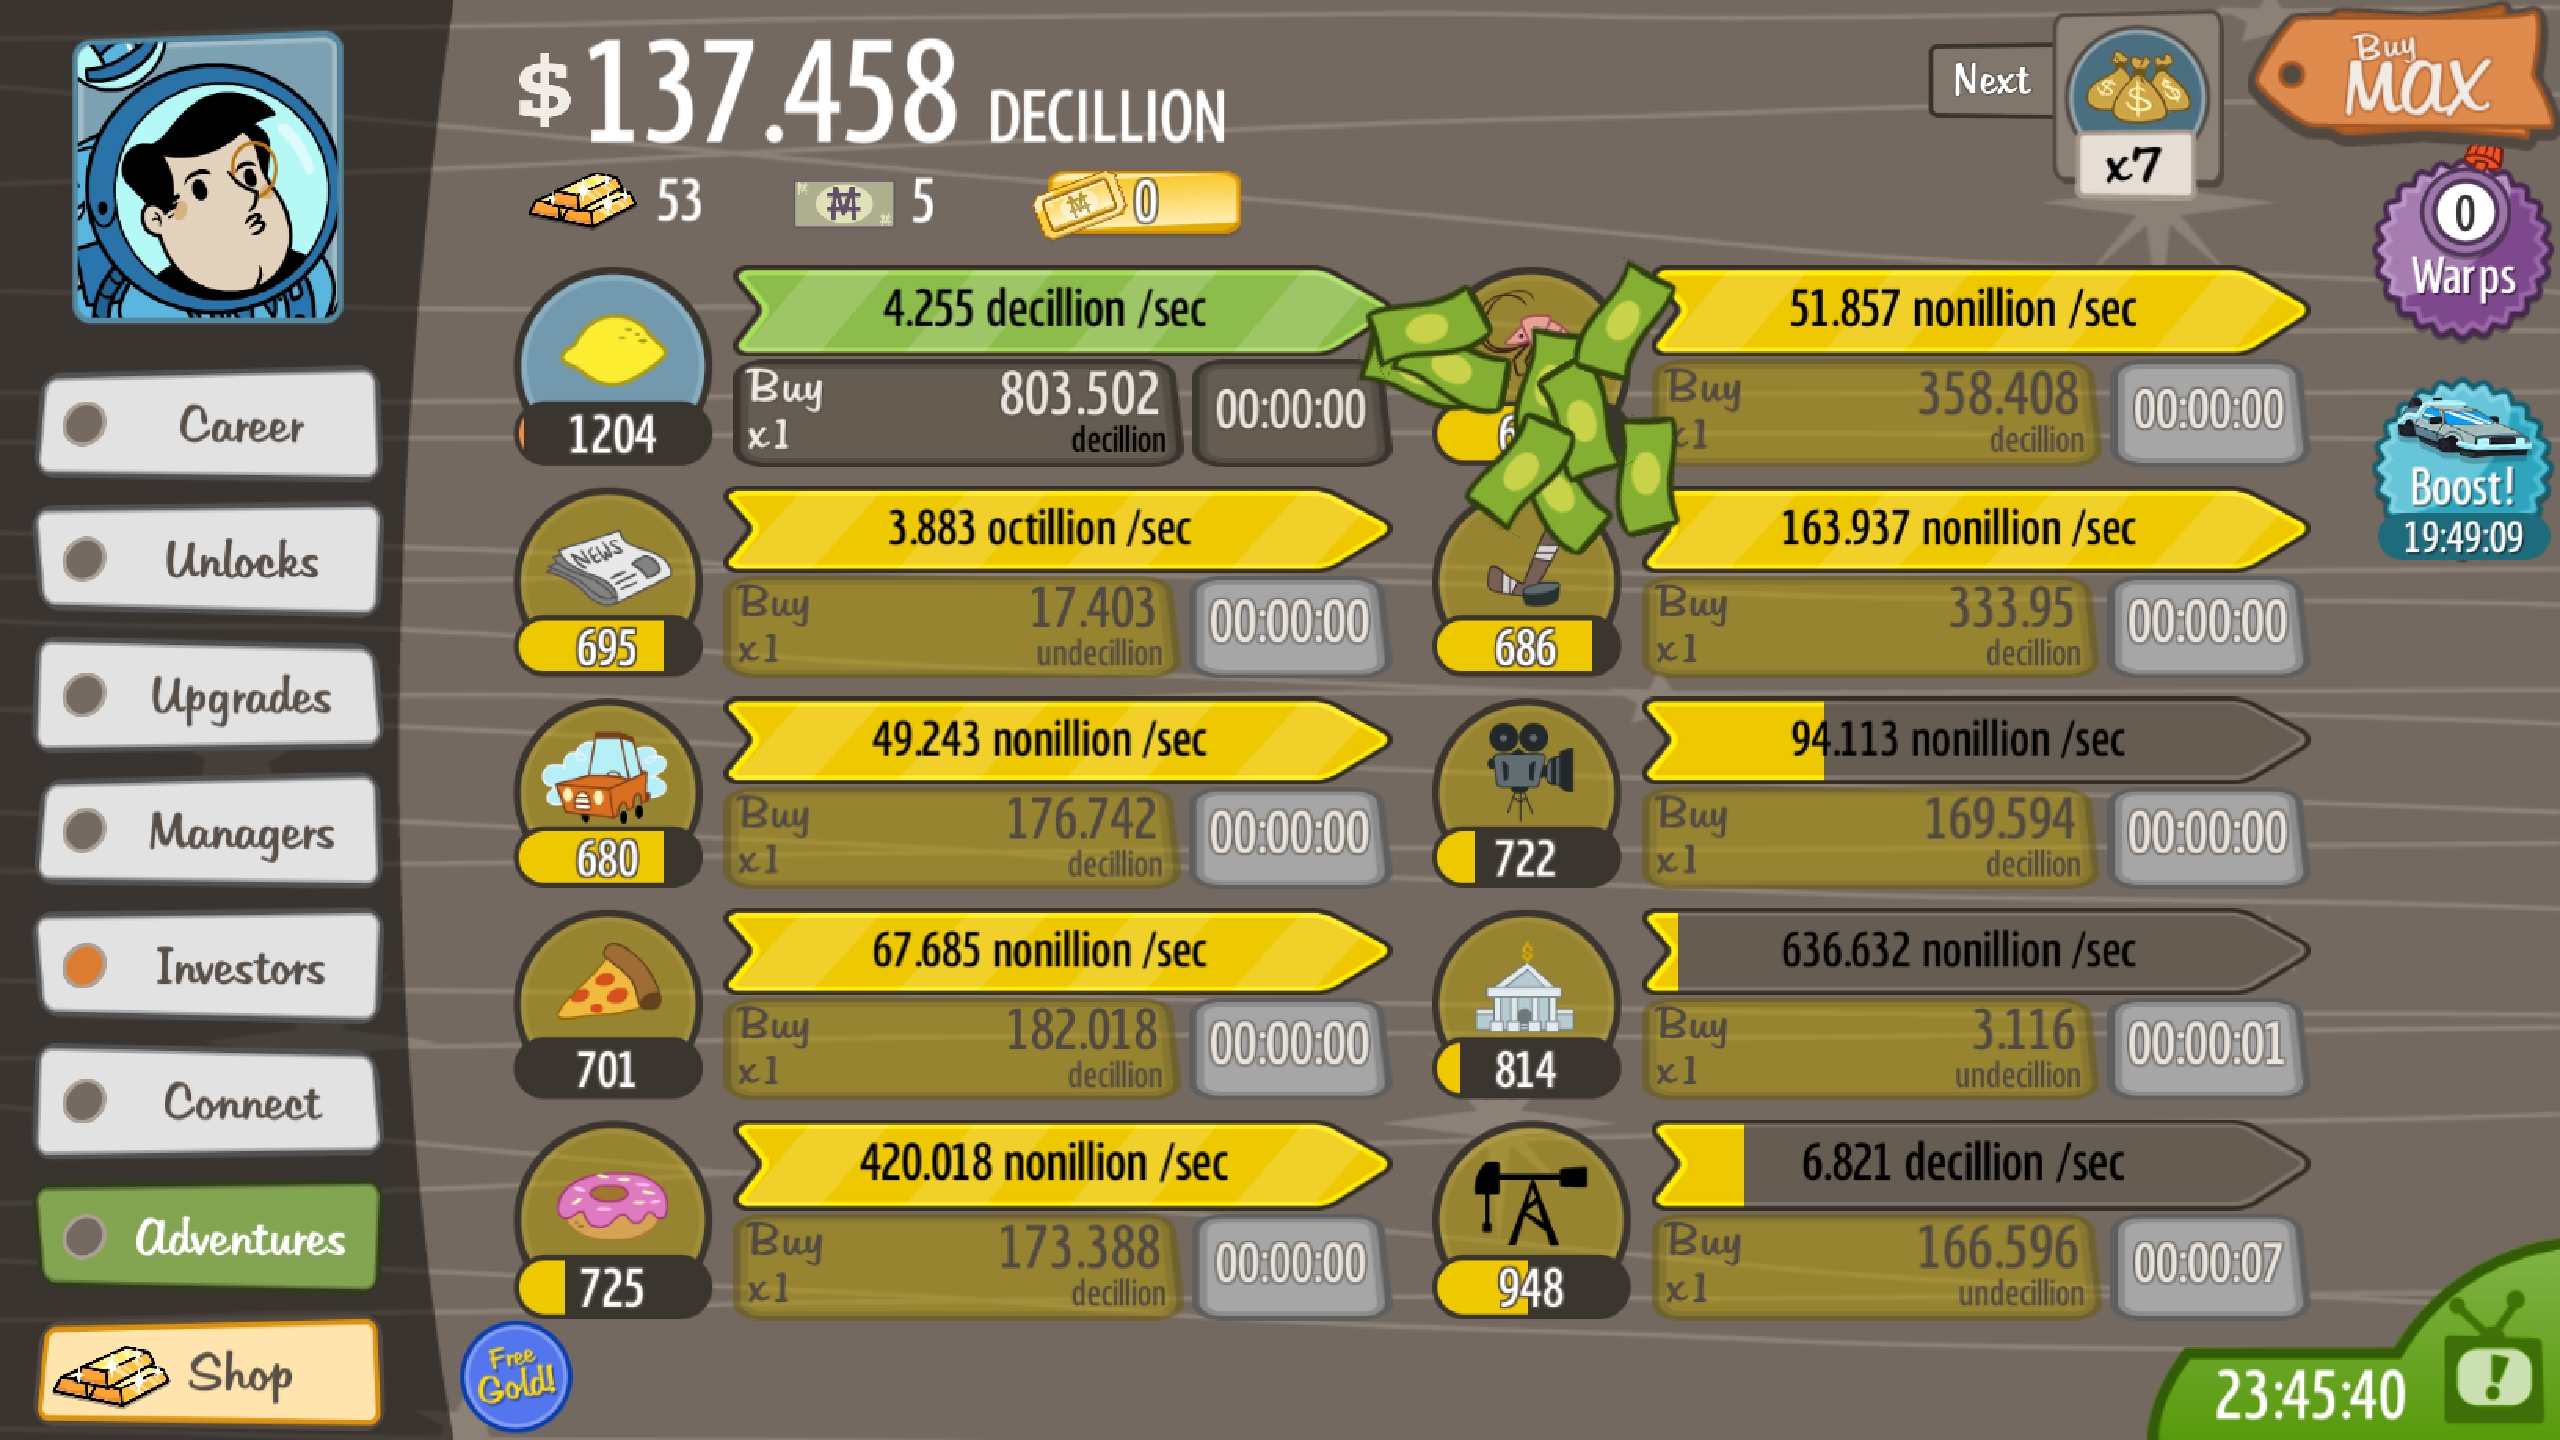 $137.458 DECILLION
53
5
0
Next
x7
Buy
MAX
0
Warps
Boost!
19:49:09
Career
Unlocks
Upgrades
Managers
Investors
Connect
Adventures
Shop
4.255 decillion /sec
1204
Buy
x1
803.502
decillion
00:00:00
51.857 nonillion /sec
Buy
x1
358.408
decillion
00:00:00
NEWS
3.883 octillion /sec
695
Buy
x1
17.403
undecillion
00:00:00
163.937 nonillion /sec
686
Buy
x1
333.95
decillion
00:00:00
49.243 nonillion /sec
680
Buy
x1
176.742
decillion
00:00:00
94.113 nonillion /sec
722
Buy
x1
169.594
decillion
00:00:00
67.685 nonillion /sec
701
Buy
x1
182.018
decillion
00:00:00
636.632 nonillion /sec
814
Buy
x1
3.116
undecillion
00:00:01
420.018 nonillion /sec
725
Buy
x1
173.388
decillion
00:00:00
6.821 decillion /sec
948
Buy
x1
166.596
undecillion
00:00:07
Free
Gold!
23:45:40